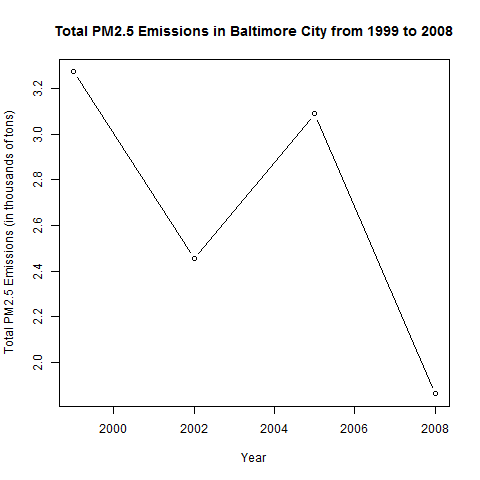 Total PM2.5 Emissions in Baltimore City from 1999 to 2008
Total PM2.5 Emissions (in thousands of tons)
3.2
3.0
2.8
2.6
2.4
2.2
2.0
2000 2002 2004 2006 2008
Year